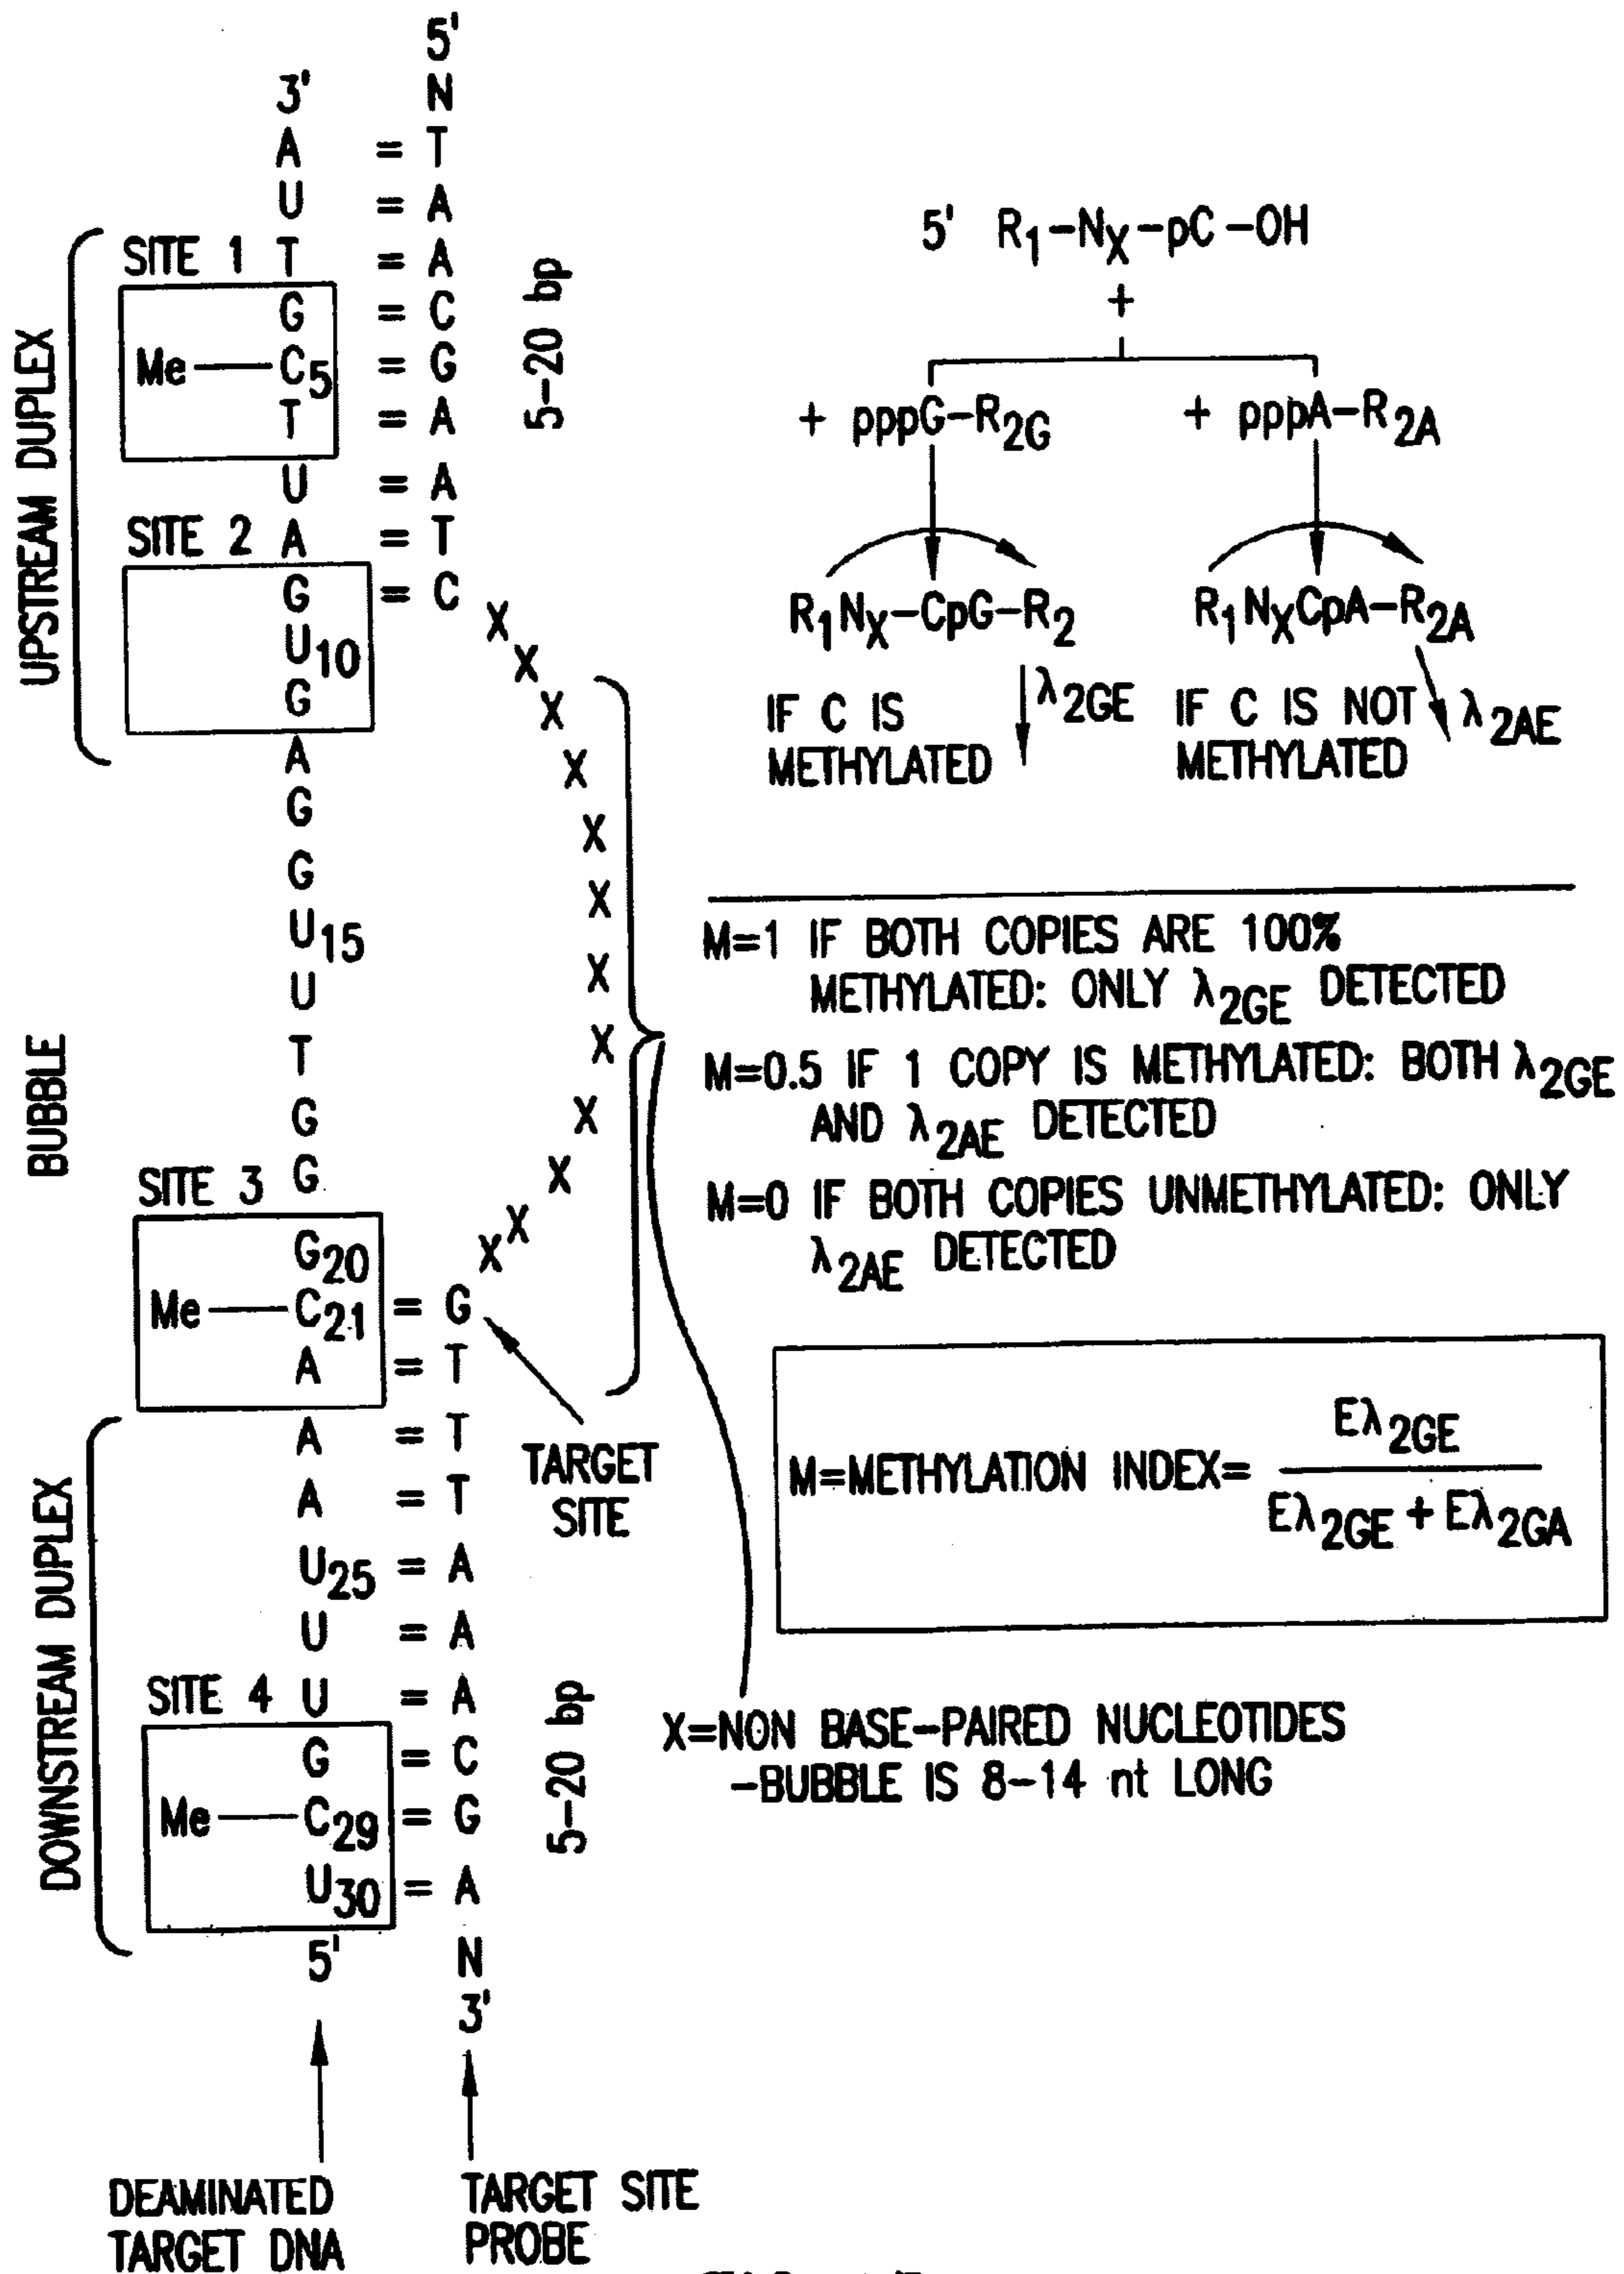 5'
3' N
A = T
U = A
SITE 1 T = A
G = C
Me — C5 = G
T = A
U = A
SITE 2 A = T
G = C
U10
G
A
G
G
U15
U
T
G
SITE 3 G
G20
Me — C21 = G
A = T
A = T
A = T
U25 = A
U = A
SITE 4 U = A
G = C
Me — C29 = G
U30 = A
5' N
3'
UPSTREAM DUPLEX
BUBBLE
DOWNSTREAM DUPLEX
5-20 bp
5-20 bp
X
X
X
X
X
X
X
X
X
X
X
X
TARGET
SITE
DEAMINATED
TARGET DNA
TARGET SITE
PROBE
5' R1-NX-pC-OH
+
+ pppG-R2G + pppA-R2A
R1NX-CpG-R2 R1NXCpA-R2A
IF C IS
METHYLATED
λ2GE
IF C IS NOT
METHYLATED
λ2AE
M=1 IF BOTH COPIES ARE 100%
METHYLATED: ONLY λ2GE DETECTED
M=0.5 IF 1 COPY IS METHYLATED: BOTH λ2GE
AND λ2AE DETECTED
M=0 IF BOTH COPIES UNMETHYLATED: ONLY
λ2AE DETECTED
Eλ2GE
M=METHYLATION INDEX=
Eλ2GE + Eλ2GA
X=NON BASE-PAIRED NUCLEOTIDES
-BUBBLE IS 8-14 nt LONG